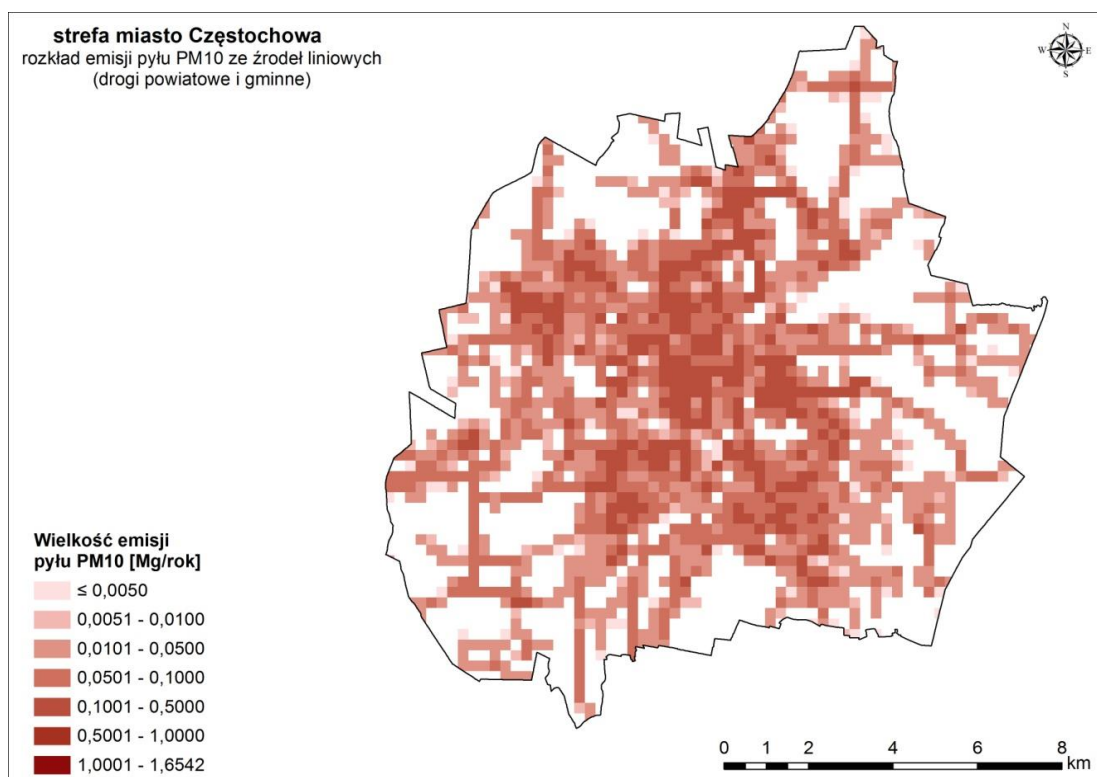 strefa miasto Częstochowa
rozkład emisji pyłu PM10 ze źrodeł liniowych
(drogi powiatowe i gminne)
N
W E
S
Wielkość emisji
pyłu PM10 [Mg/rok]
≤ 0,0050
0,0051 - 0,0100
0,0101 - 0,0500
0,0501 - 0,1000
0,1001 - 0,5000
0,5001 - 1,0000
1,0001 - 1,6542
0 1 2 4 6 8
km